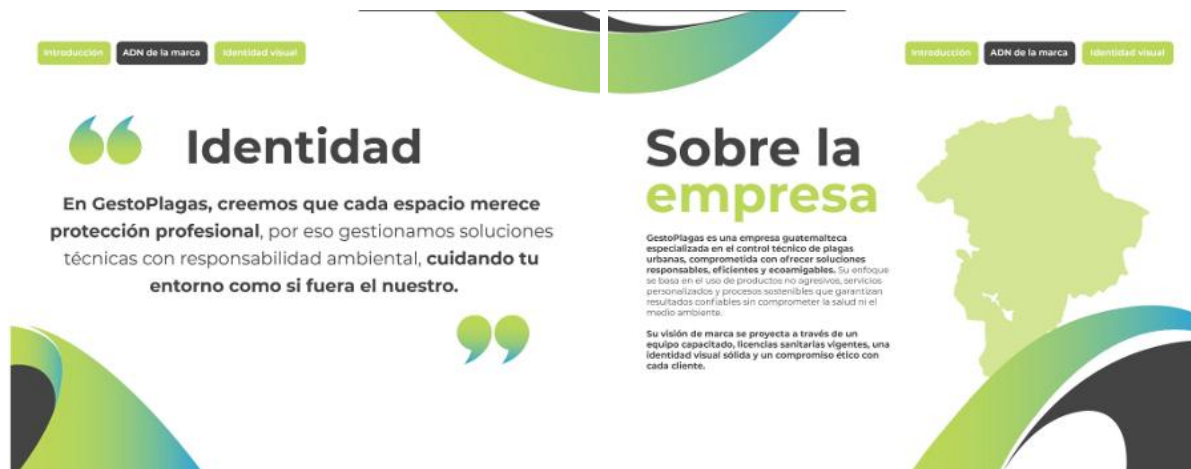 Introducción ADN de la marca Identidad visual
Identidad
En GestoPlagas, creemos que cada espacio merece
protección profesional, por eso gestionamos soluciones
técnicas con responsabilidad ambiental, cuidando tu
entorno como si fuera el nuestro.
Introducción ADN de la marca Identidad visual
Sobre la
empresa
GestoPlagas es una empresa guatemalteca
especializada en el control técnico de plagas
urbanas, comprometida con ofrecer soluciones
responsables, eficientes y ecoamigables. Su enfoque
se basa en el uso de productos no agresivos, servicios
personalizados y procesos sostenibles que garantizan
resultados confiables sin comprometer la salud ni el
medio ambiente.
Su visión de marca se proyecta a través de un
equipo capacitado, licencias sanitarias vigentes, una
identidad visual sólida y un compromiso ético con
cada cliente.